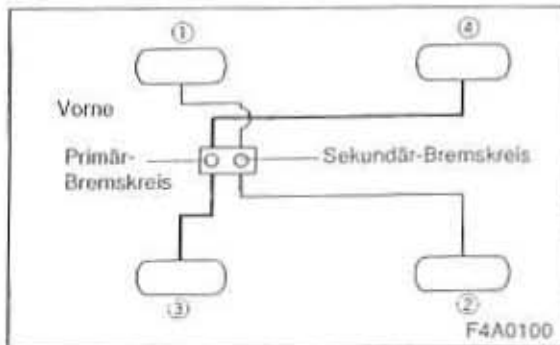 ① ④
Vorne
Primär- Sekundär-Bremskreis
Bremskreis
③ ②
F4A0100